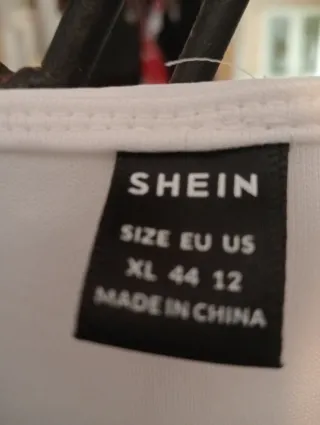 SHEIN
SIZE EU US
XL 44 12
MADE IN CHINA